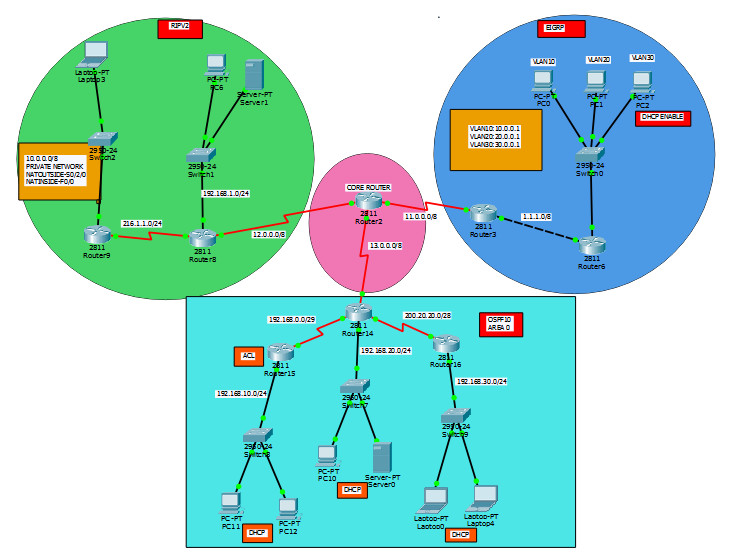 RIPV2
Laptop-PT
Laptop3
PC-PT
PC6
Server-PT
Server1
2950-24
Switch2
2950-24
Switch1
10.0.0.0/8
PRIVATE NETWORK
NATOUTSIDE-S0/2/0
NATINSIDE-F0/0
192.168.1.0/24
216.1.1.0/24
2811
Router9
2811
Router8
12.0.0.0/8
CORE ROUTER
2811
Router2
11.0.0.0/8
13.0.0.0/8
EIGRP
VLAN10
VLAN20
VLAN30
PC-PT
PC0
PC-PT
PC1
PC-PT
PC2
DHCP ENABLE
VLAN10:10.0.0.1
VLAN20:20.0.0.1
VLAN30:30.0.0.1
2950-24
Switch0
2811
Router3
1.1.1.0/8
2811
Router6
192.168.0.0/29
2811
Router14
200.20.20.0/28
OSPF10
AREA 0
ACL
2811
Router15
192.168.20.0/24
2811
Router16
192.168.10.0/24
2950-24
Switch7
192.168.30.0/24
2950-24
Switch8
2950-24
Switch9
PC-PT
PC10
Server-PT
Server0
DHCP
PC-PT
PC11
PC-PT
PC12
DHCP
Laptop-PT
Laptop0
Laptop-PT
Laptop4
DHCP